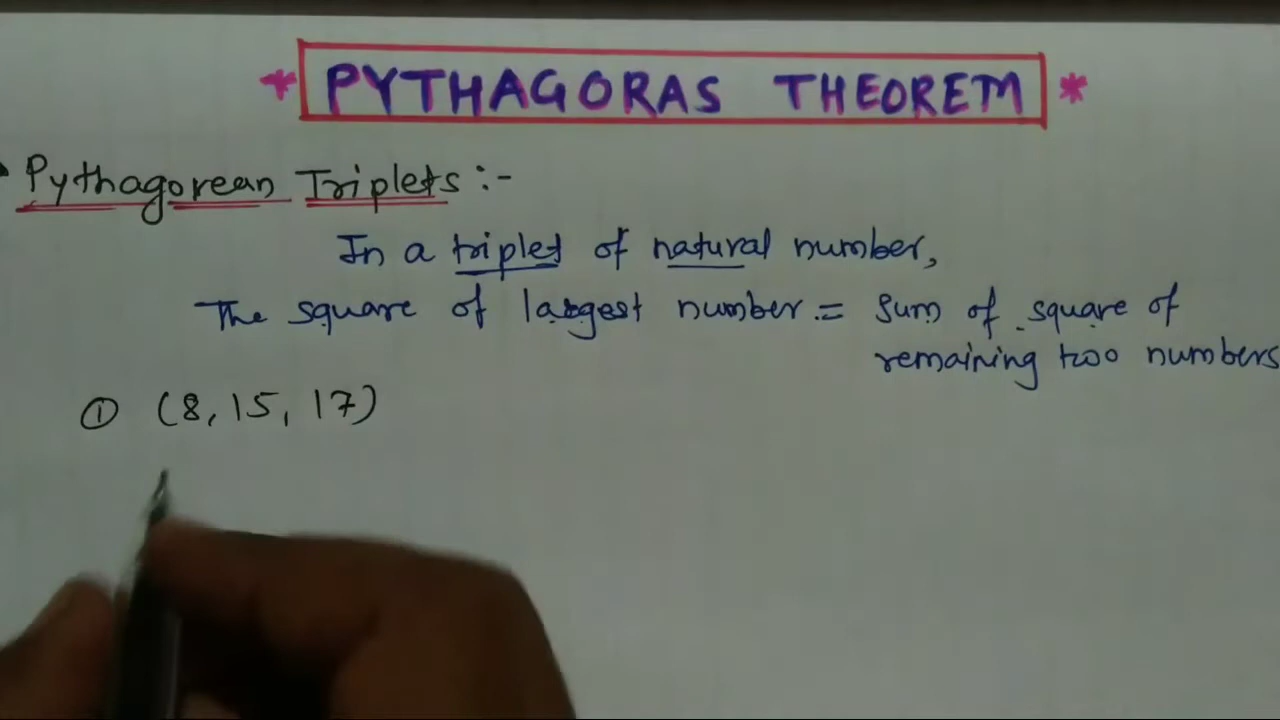 * PYTHAGORAS THEOREM *
Pythagorean Triplets :-
In a triplet of natural number,
The square of largest number = Sum of square of
remaining two numbers
① (8, 15, 17)